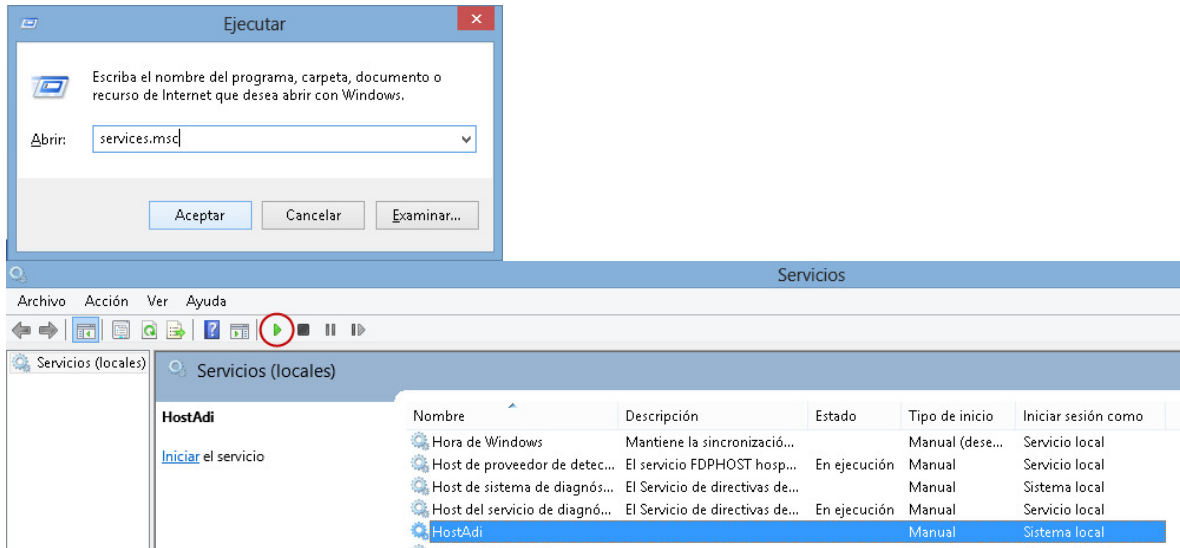 Ejecutar
Escriba el nombre del programa, carpeta, documento o
recurso de Internet que desea abrir con Windows.
Abrir: services.msc
Aceptar Cancelar Examinar...
Servicios
Archivo Acción Ver Ayuda
Servicios (locales)
Servicios (locales)
HostAdi
Iniciar el servicio
Nombre Descripción Estado Tipo de inicio Iniciar sesión como
Hora de Windows Mantiene la sincronizació... Manual (dese... Servicio local
Host de proveedor de detec... El servicio FDPHOST hosp... En ejecución Manual Servicio local
Host de sistema de diagnós... El Servicio de directivas de... Manual Sistema local
Host del servicio de diagnó... El Servicio de directivas de... En ejecución Manual Servicio local
HostAdi Manual Sistema local